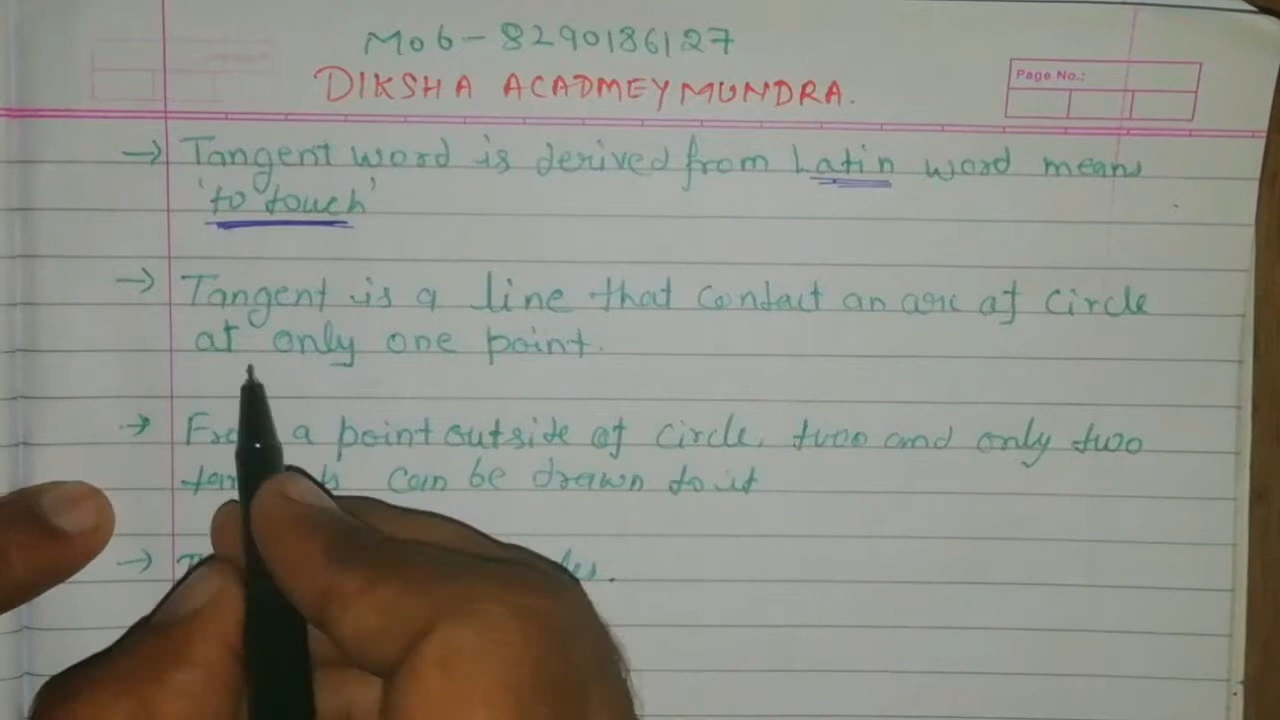 Mob-8290186127
DIKSHA ACADMEY MUNDRA.
Page No.:
→ Tangent word is derived from Latin word means
'to touch'
→ Tangent is a line that contact an arc of circle
at only one point.
→ a point outside of circle, two and only two
can be drawn to it
→